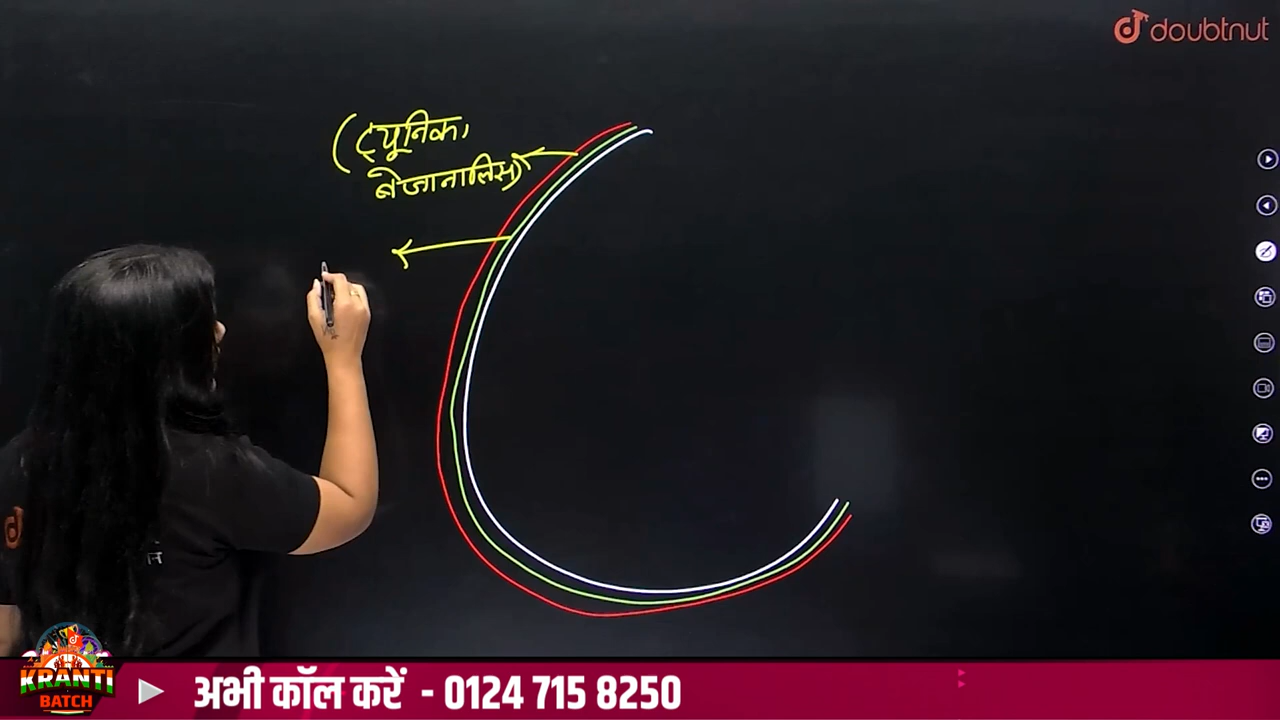 doubtnut
(ट्यूनिका
बेजानालिस)
KRANTI
BATCH
अभी कॉल करें - 0124 715 8250